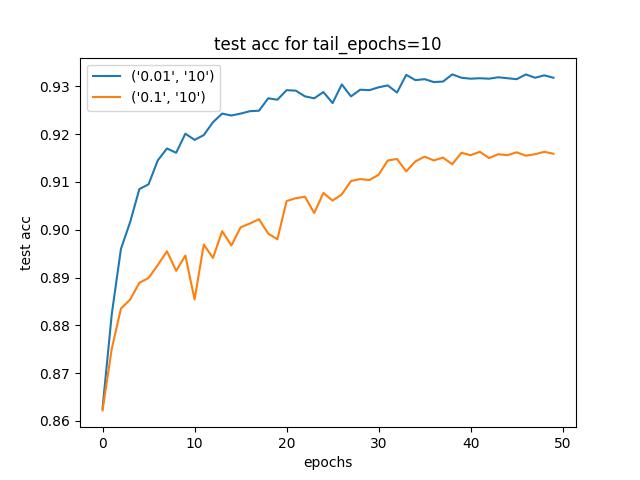 test acc for tail_epochs=10
('0.01', '10')
('0.1', '10')
test acc
0.93
0.92
0.91
0.90
0.89
0.88
0.87
0.86
0 10 20 30 40 50
epochs